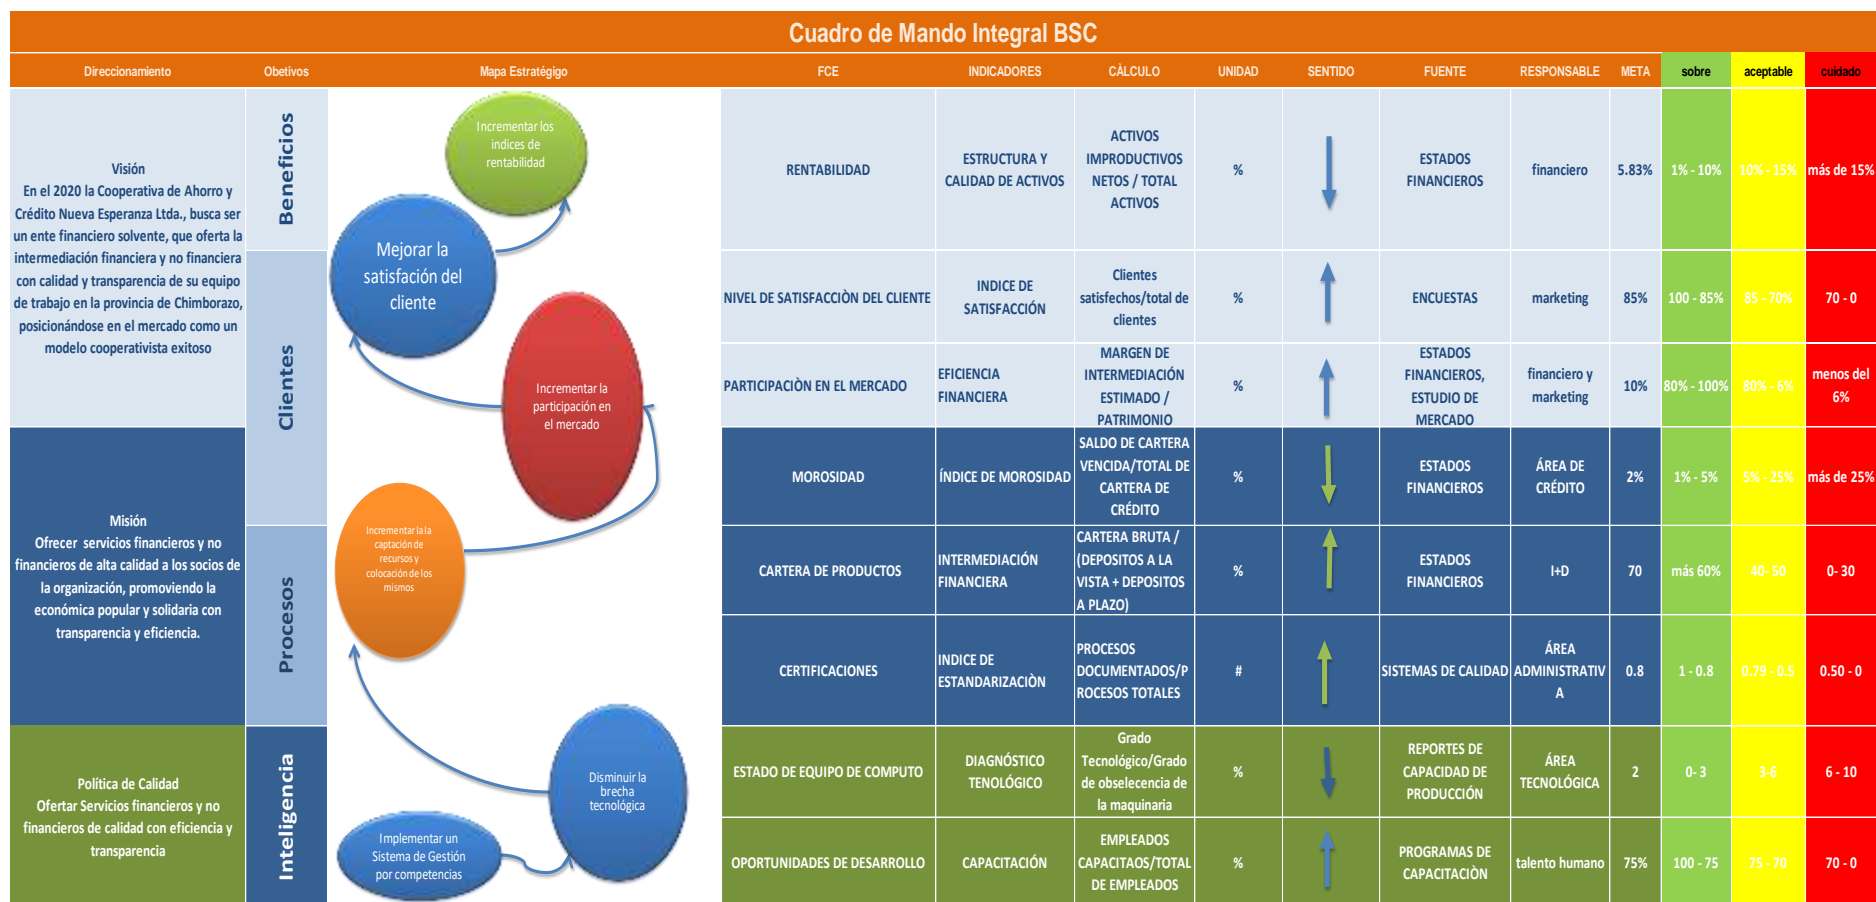 Cuadro de Mando Integral BSC
Direccionamiento
Obetivos
Mapa Estratégigo
FCE
INDICADORES
CÀLCULO
UNIDAD
SENTIDO
FUENTE
RESPONSABLE
META
sobre
aceptable
cuidado
Visión
En el 2020 la Cooperativa de Ahorro y
Crédito Nueva Esperanza Ltda., busca ser
un ente financiero solvente, que oferta la
intermediación financiera y no financiera
con calidad y transparencia de su equipo
de trabajo en la provincia de Chimborazo,
posicionándose en el mercado como un
modelo cooperativista exitoso
Misión
Ofrecer servicios financieros y no
financieros de alta calidad a los socios de
la organización, promoviendo la
económica popular y solidaria con
transparencia y eficiencia.
Política de Calidad
Ofertar Servicios financieros y no
financieros de calidad con eficiencia y
transparencia
Beneficios
Clientes
Procesos
Inteligencia
Incrementar los
indices de
rentabilidad
Mejorar la
satisfacción del
cliente
Incrementar la
participación en
el mercado
Incrementar la la
captación de
recursos y
colocación de los
mismos
Disminuir la
brecha
tecnológica
Implementar un
Sistema de Gestión
por competencias
RENTABILIDAD
ESTRUCTURA Y
CALIDAD DE ACTIVOS
ACTIVOS
IMPRODUCTIVOS
NETOS / TOTAL
ACTIVOS
%
ESTADOS
FINANCIEROS
financiero
5.83%
1% - 10%
10% - 15%
más de 15%
NIVEL DE SATISFACCIÒN DEL CLIENTE
INDICE DE
SATISFACCIÓN
Clientes
satisfechos/total de
clientes
%
ENCUESTAS
marketing
85%
100 - 85%
85 - 70%
70 - 0
PARTICIPACIÒN EN EL MERCADO
EFICIENCIA
FINANCIERA
MARGEN DE
INTERMEDIACIÓN
ESTIMADO /
PATRIMONIO
%
ESTADOS
FINANCIEROS,
ESTUDIO DE
MERCADO
financiero y
marketing
10%
80% - 100%
80% - 6%
menos del
6%
MOROSIDAD
ÍNDICE DE MOROSIDAD
SALDO DE CARTERA
VENCIDA/TOTAL DE
CARTERA DE
CRÉDITO
%
ESTADOS
FINANCIEROS
ÁREA DE
CRÉDITO
2%
1% - 5%
5% - 25%
más de 25%
CARTERA DE PRODUCTOS
INTERMEDIACIÓN
FINANCIERA
CARTERA BRUTA /
(DEPOSITOS A LA
VISTA + DEPOSITOS
A PLAZO)
%
ESTADOS
FINANCIEROS
I+D
70
más 60%
40- 50
0- 30
CERTIFICACIONES
INDICE DE
ESTANDARIZACIÒN
PROCESOS
DOCUMENTADOS/P
ROCESOS TOTALES
#
SISTEMAS DE CALIDAD
ÁREA
ADMINISTRATIV
A
0.8
1 - 0.8
0.79 - 0.5
0.50 - 0
ESTADO DE EQUIPO DE COMPUTO
DIAGNÓSTICO
TENOLÓGICO
Grado
Tecnológico/Grado
de obselecencia de
la maquinaria
%
REPORTES DE
CAPACIDAD DE
PRODUCCIÓN
ÁREA
TECNOLÓGICA
2
0- 3
3-6
6 - 10
OPORTUNIDADES DE DESARROLLO
CAPACITACIÓN
EMPLEADOS
CAPACITAOS/TOTAL
DE EMPLEADOS
%
PROGRAMAS DE
CAPACITACIÒN
talento humano
75%
100 - 75
75 - 70
70 - 0